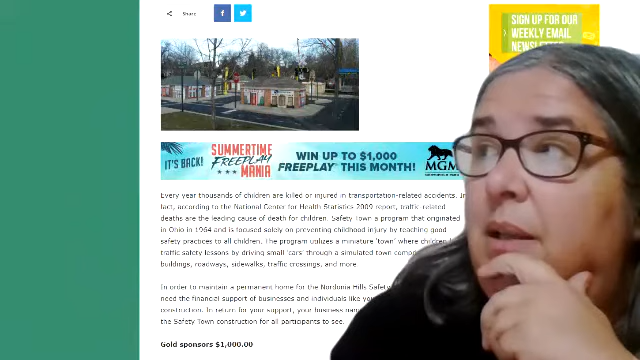 Share
SIGN UP FOR OUR
WEEKLY EMAIL
NEWSLETTER
IT'S BACK!
SUMMERTIME
FREEPLAY
MANIA
WIN UP TO $1,000
FREEPLAY THIS MONTH!
MGM
Every year thousands of children are killed or injured in transportation-related accidents. In
fact, according to the National Center for Health Statistics 2009 report, traffic-related
deaths are the leading cause of death for children. Safety Town a program that originated
in Ohio in 1964 and is focused solely on preventing childhood injury by teaching good
safety practices to all children. The program utilizes a miniature 'town' where children
traffic safety lessons by driving small 'cars' through a simulated town
buildings, roadways, sidewalks, traffic crossings, and more
In order to maintain a permanent home for the Nordonia Hills Safety
need the financial support of businesses and individuals like you
construction. In return for your support, your business
the Safety Town construction for all participants to see.
Gold sponsors $1,000.00